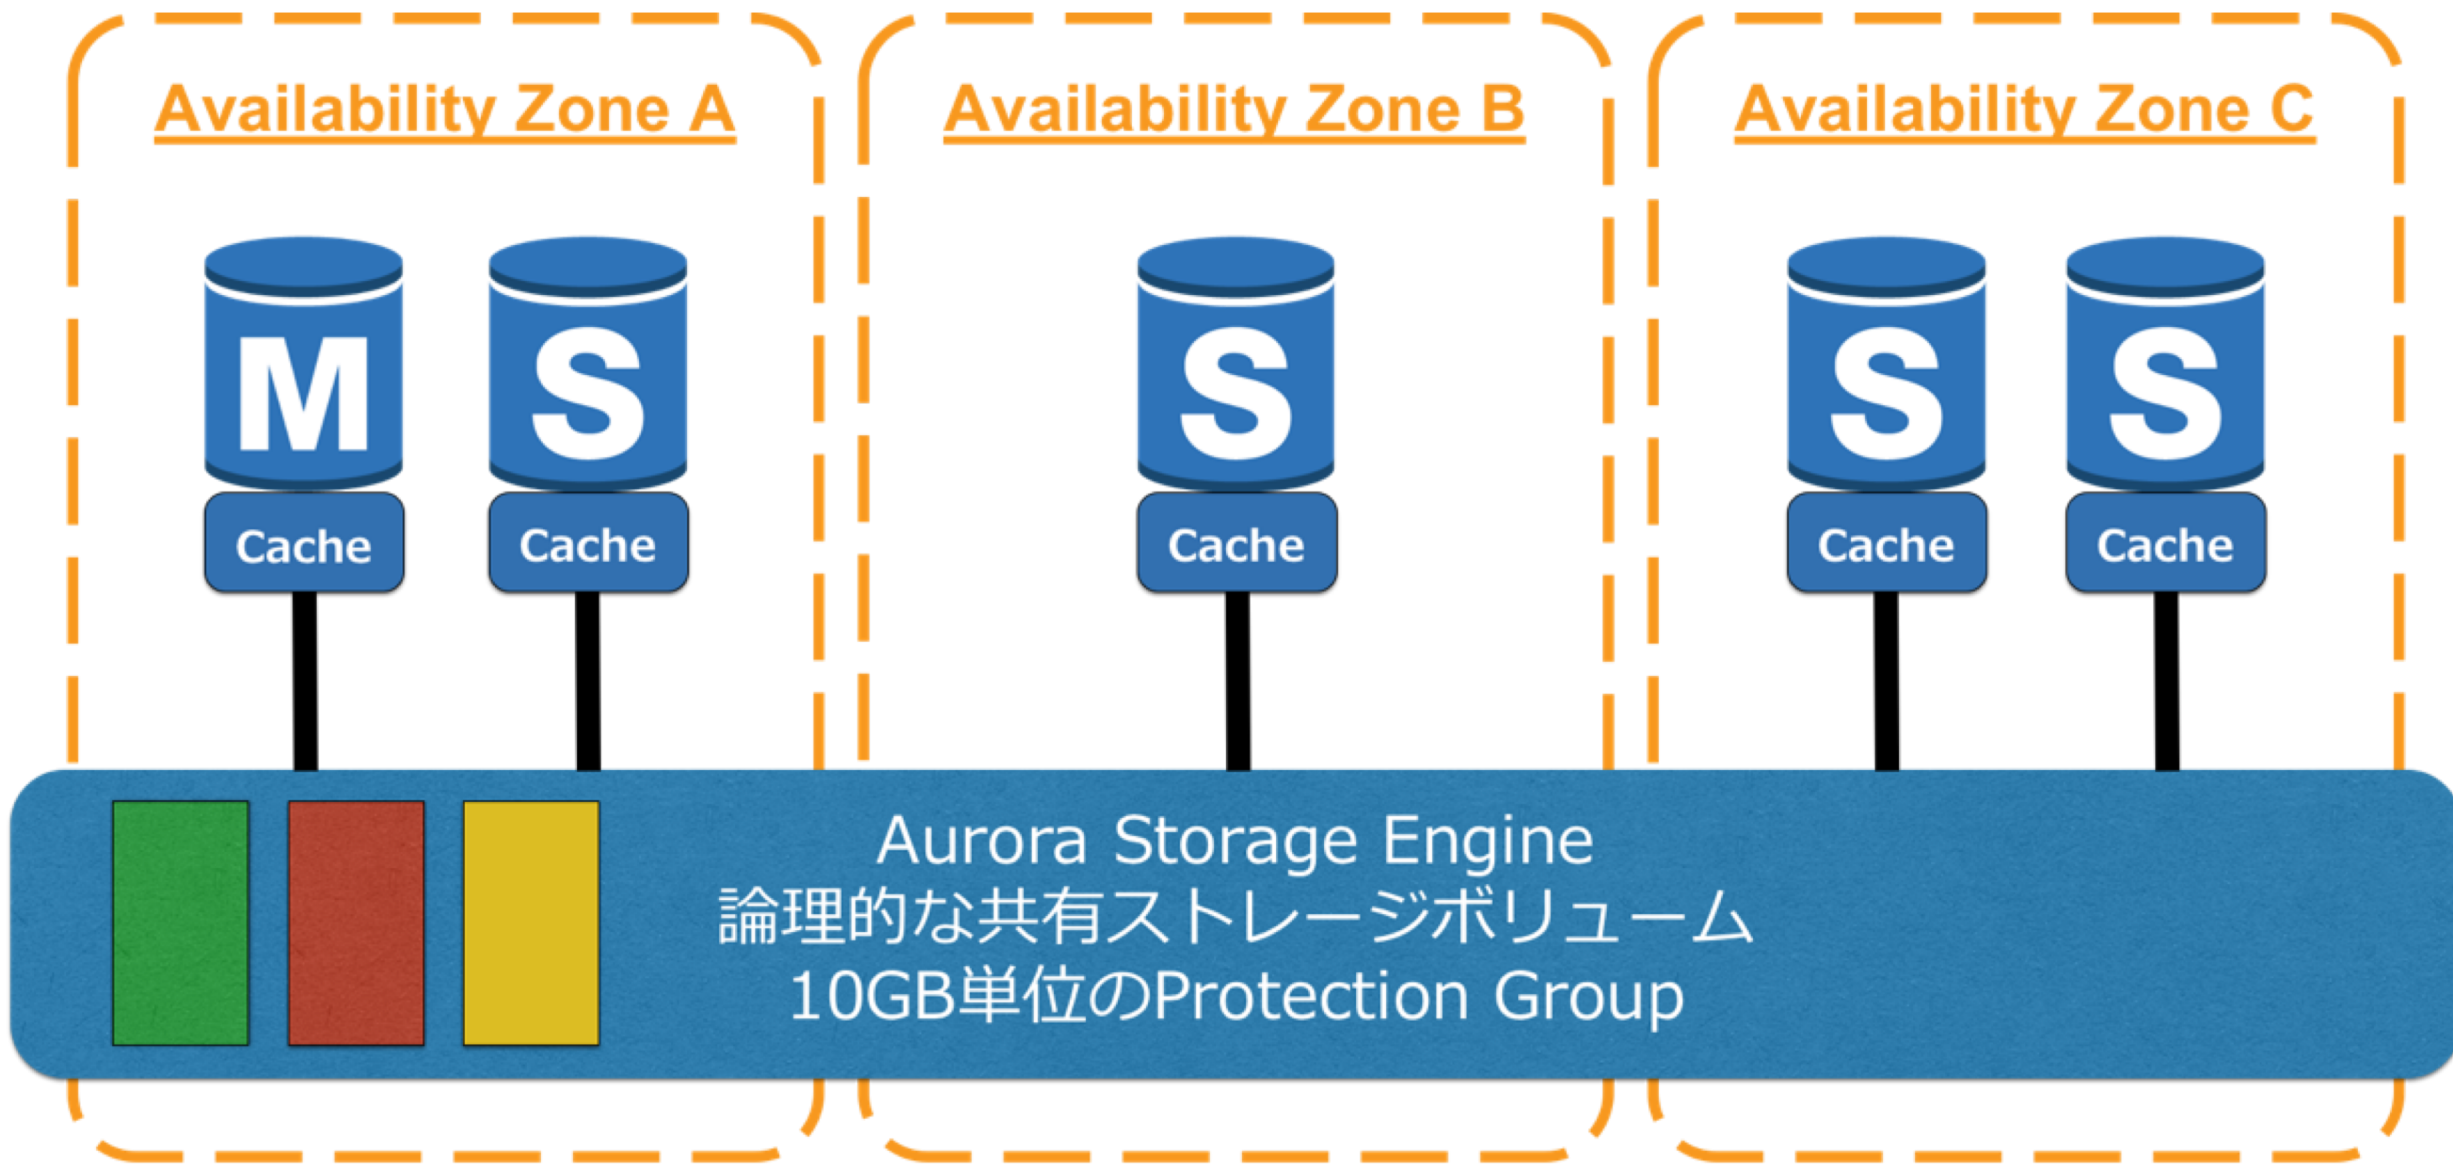 Availability Zone A
Availability Zone B
Availability Zone C
M
S
S
S
S
Cache
Cache
Cache
Cache
Cache
Aurora Storage Engine
論理的な共有ストレージボリューム
10GB単位のProtection Group